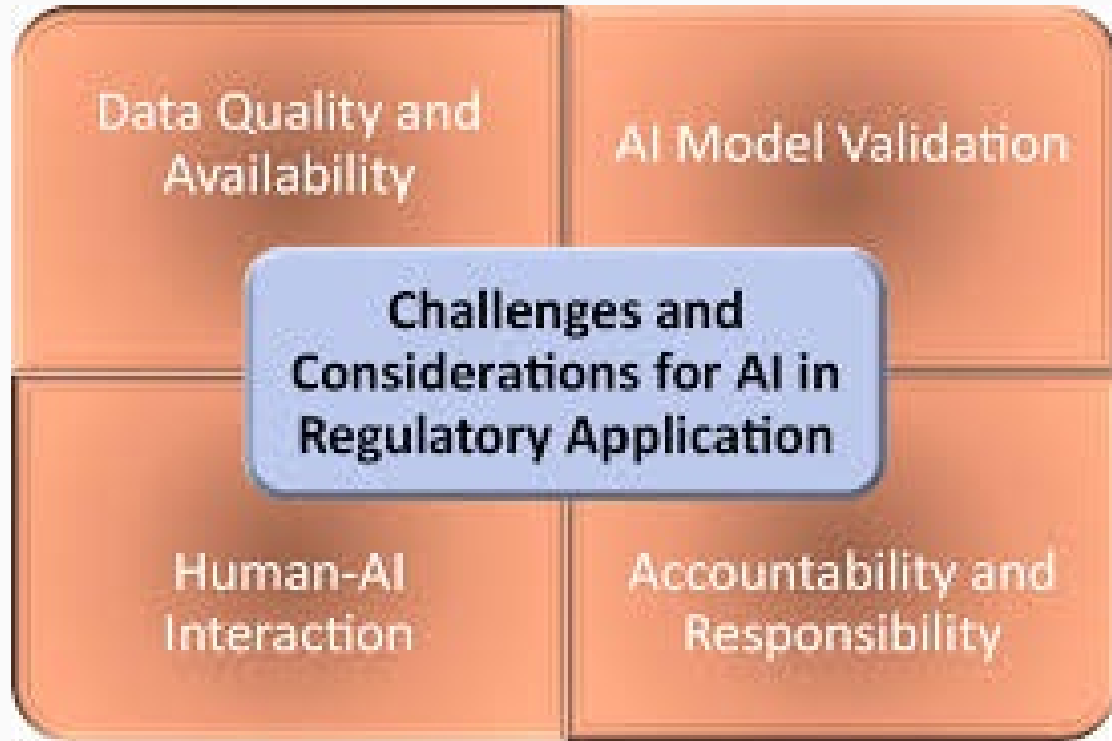 Data Quality and
Availability
AI Model Validation
Challenges and
Considerations for AI in
Regulatory Application
Human-AI
Interaction
Accountability and
Responsibility